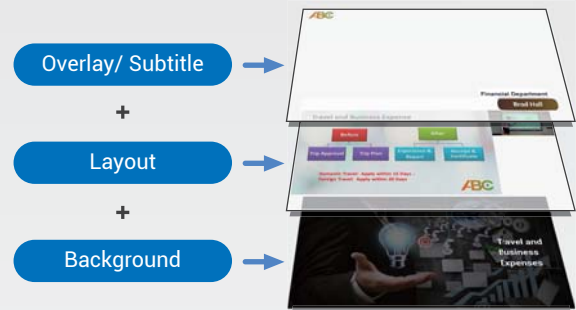 ABC
Overlay/ Subtitle
Financial Department
Brad Hall
+
Travel and Business Expense
Before
After
Layout
Trip Approval
Trip Plan
Experience & Report
Receipt & Certificate
Domestic Travel Apply within 15 Days
Foreign Travel Apply within 30 Days
ABC
+
Background
Travel and
Business
Expenses